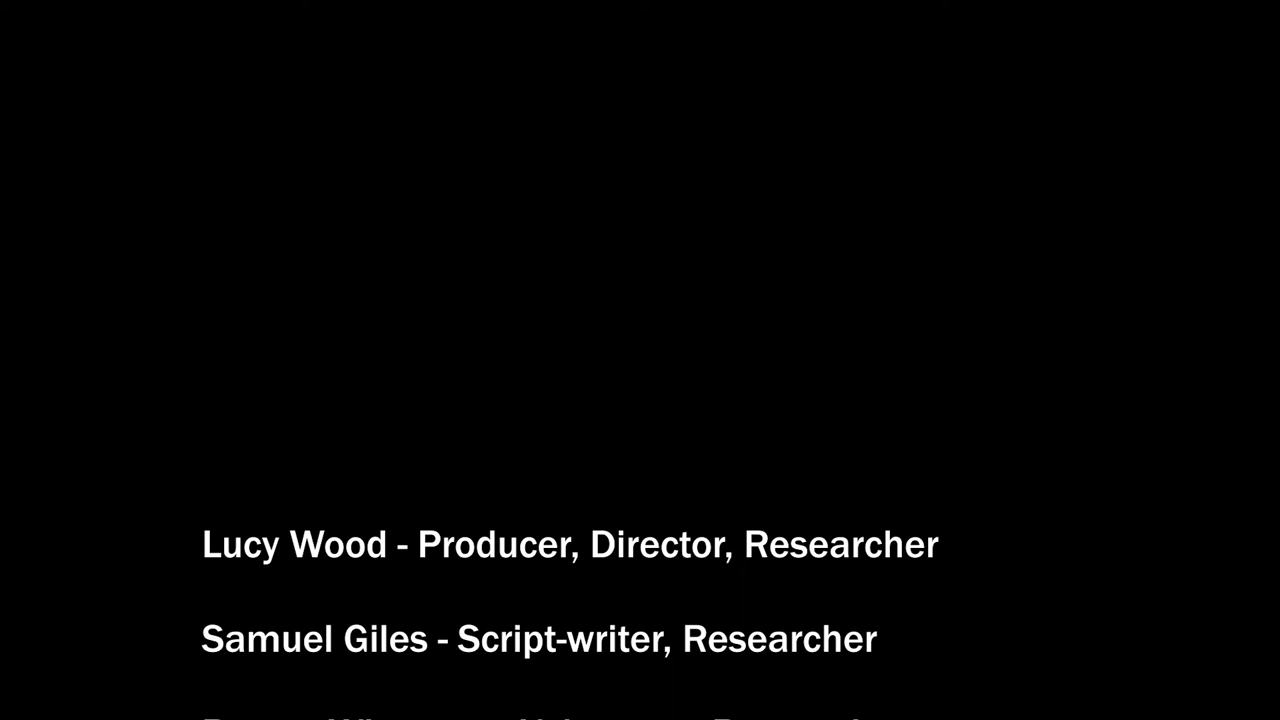 Lucy Wood - Producer, Director, Researcher
Samuel Giles - Script-writer, Researcher